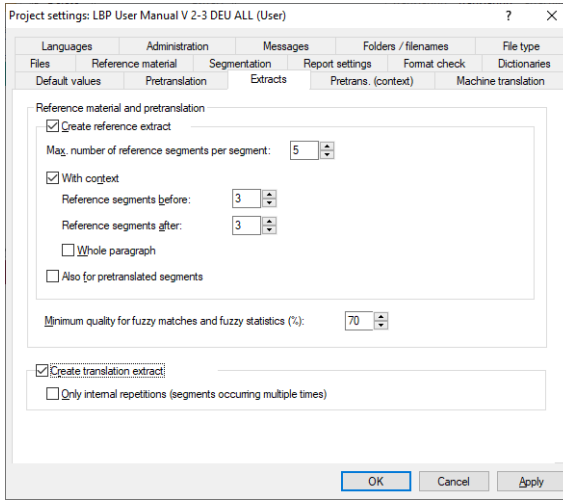 Project settings: LBP User Manual V 2-3 DEU ALL (User)
?
Languages Administration Messages Folders / filenames File type
Files Reference material Segmentation Report settings Format check Dictionaries
Default values Pretranslation Extracts Pretrans. (context) Machine translation
Reference material and pretranslation
Create reference extract
Max. number of reference segments per segment: 5
With context
Reference segments before: 3
Reference segments after: 3
Whole paragraph
Also for pretranslated segments
Minimum quality for fuzzy matches and fuzzy statistics (%): 70
Create translation extract
Only internal repetitions (segments occurring multiple times)
OK Cancel Apply